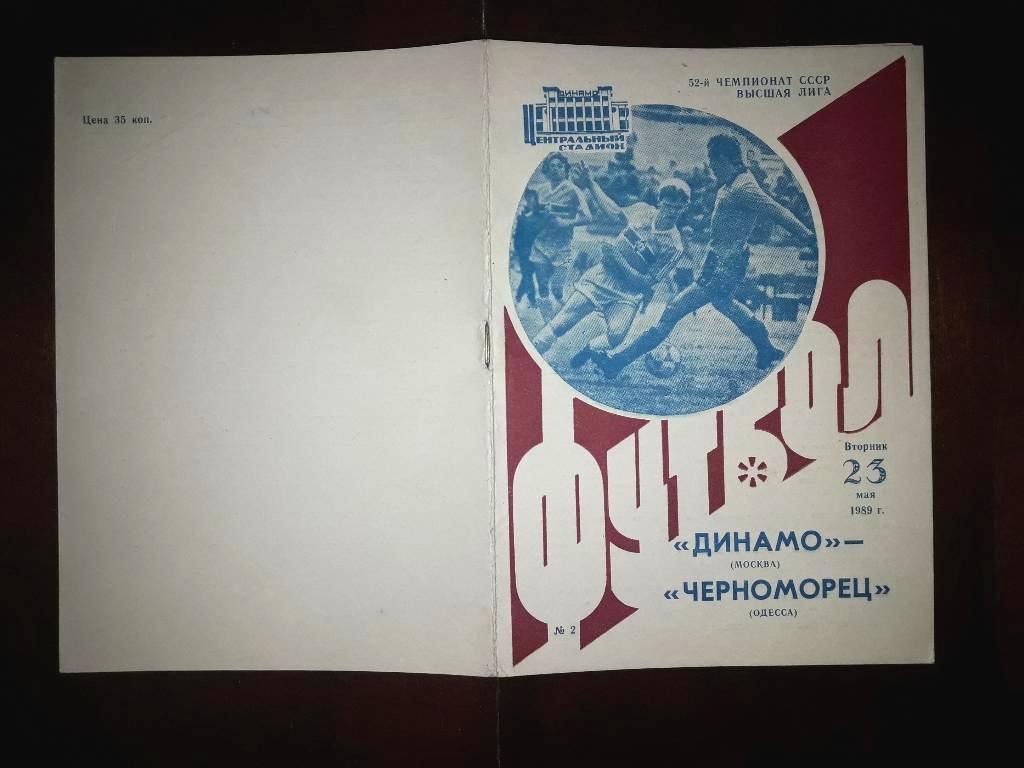 Цена 35 коп.
52-й ЧЕМПИОНАТ СССР
ВЫСШАЯ ЛИГА
ДИНАМО
ЦЕНТРАЛЬНЫЙ
СТАДИОН
ФУТБОЛ
Вторник
23
мая
1989 г.
«ДИНАМО»—
(МОСКВА)
«ЧЕРНОМОРЕЦ»
(ОДЕССА)
№ 2